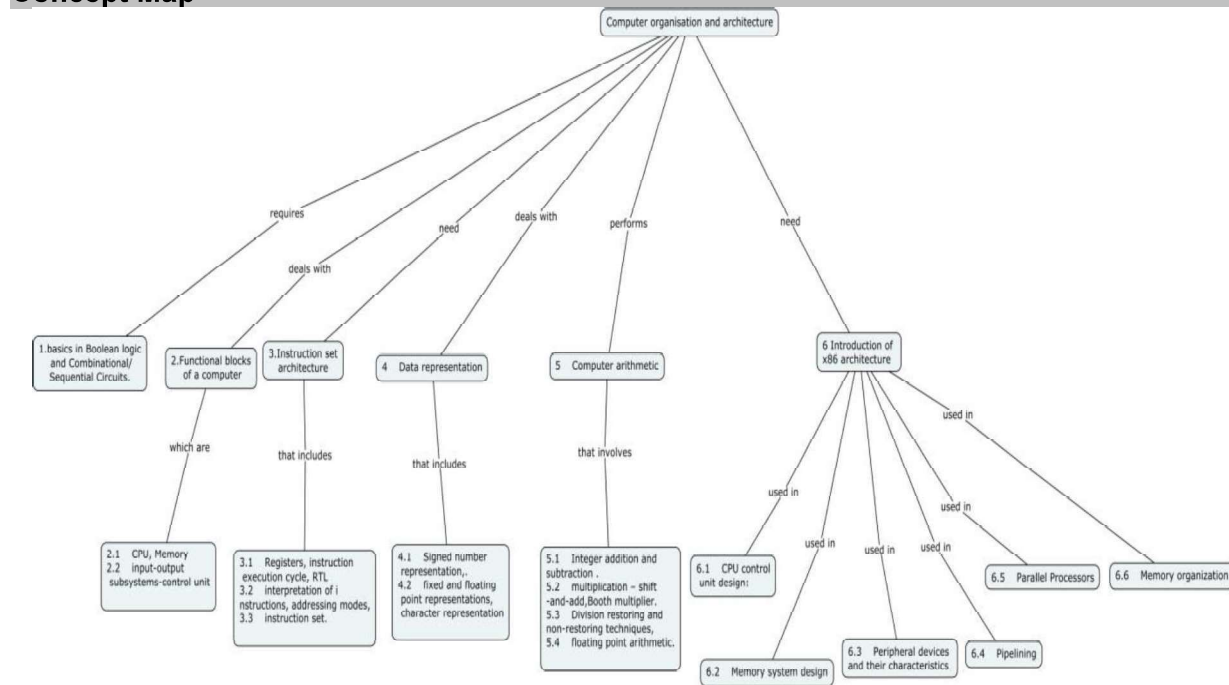 Concept Map
Computer organisation and architecture
requires
deals with
need
deals with
performs
need
1.basics in Boolean logic
and Combinational/
Sequential Circuits.
2.Functional blocks
of a computer
3.Instruction set
architecture
4 Data representation
5 Computer arithmetic
6 Introduction of
x86 architecture
which are
that includes
that includes
that involves
used in
used in
used in
used in
used in
used in
2.1 CPU, Memory
2.2 input-output
subsystems-control unit
3.1 Registers, instruction
execution cycle, RTL
3.2 interpretation of i
nstructions, addressing modes,
3.3 instruction set.
4.1 Signed number
representation,.
4.2 fixed and floating
point representations,
character representation
5.1 Integer addition and
subtraction .
5.2 multiplication – shift
-and-add,Booth multiplier.
5.3 Division restoring and
non-restoring techniques,
5.4 floating point arithmetic.
6.1 CPU control
unit design:
6.2 Memory system design
6.3 Peripheral devices
and their characteristics
6.4 Pipelining
6.5 Parallel Processors
6.6 Memory organization